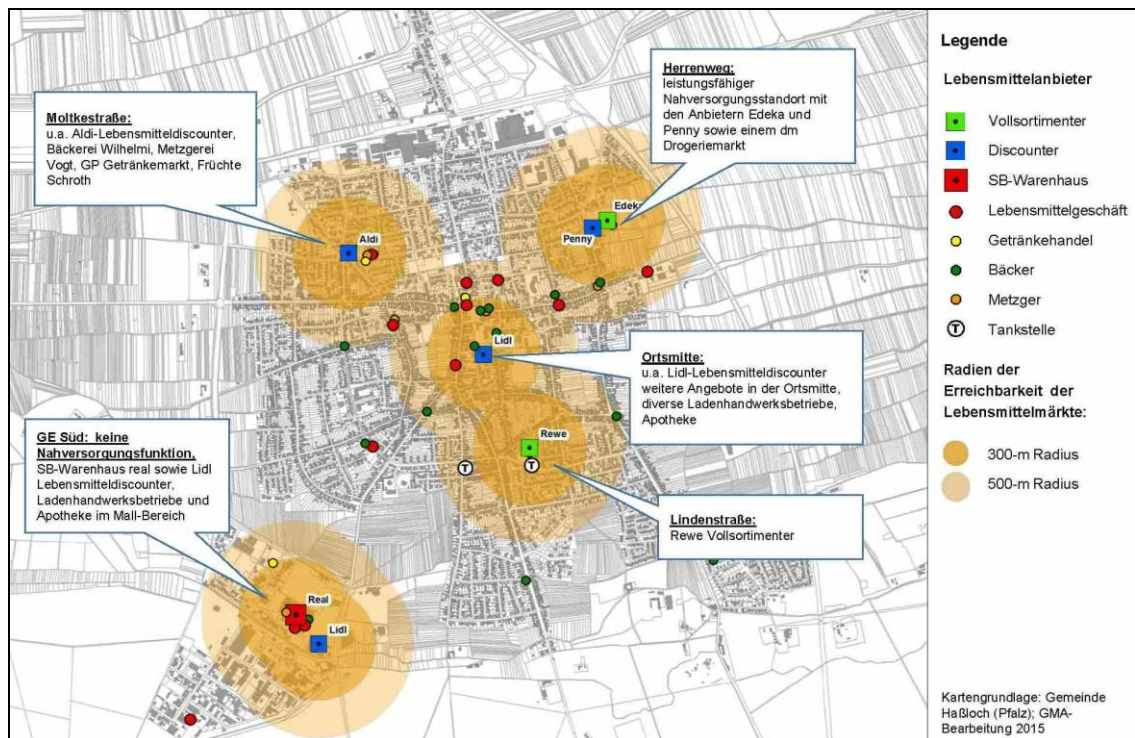 Moltkestraße:
u.a. Aldi-Lebensmitteldiscounter,
Bäckerei Wilhelmi, Metzgerei
Vogt, GP Getränkemarkt, Früchte
Schroth
Herrenweg:
leistungsfähiger
Nahversorgungsstandort mit
den Anbietern Edeka und
Penny sowie einem dm
Drogeriemarkt
Aldi
Edeka
Penny
Lidl
Ortsmitte:
u.a. Lidl-Lebensmitteldiscounter
weitere Angebote in der Ortsmitte,
diverse Ladenhandwerksbetriebe,
Apotheke
GE Süd: keine
Nahversorgungsfunktion,
SB-Warenhaus real sowie Lidl
Lebensmitteldiscounter,
Ladenhandwerksbetriebe und
Apotheke im Mall-Bereich
Rewe
T
T
Lindenstraße:
Rewe Vollsortimenter
Real
Lidl
Legende
Lebensmittelanbieter
Vollsortimenter
Discounter
SB-Warenhaus
Lebensmittelgeschäft
Getränkehandel
Bäcker
Metzger
T Tankstelle
Radien der
Erreichbarkeit der
Lebensmittelmärkte:
300-m Radius
500-m Radius
Kartengrundlage: Gemeinde
Haßloch (Pfalz); GMA-
Bearbeitung 2015